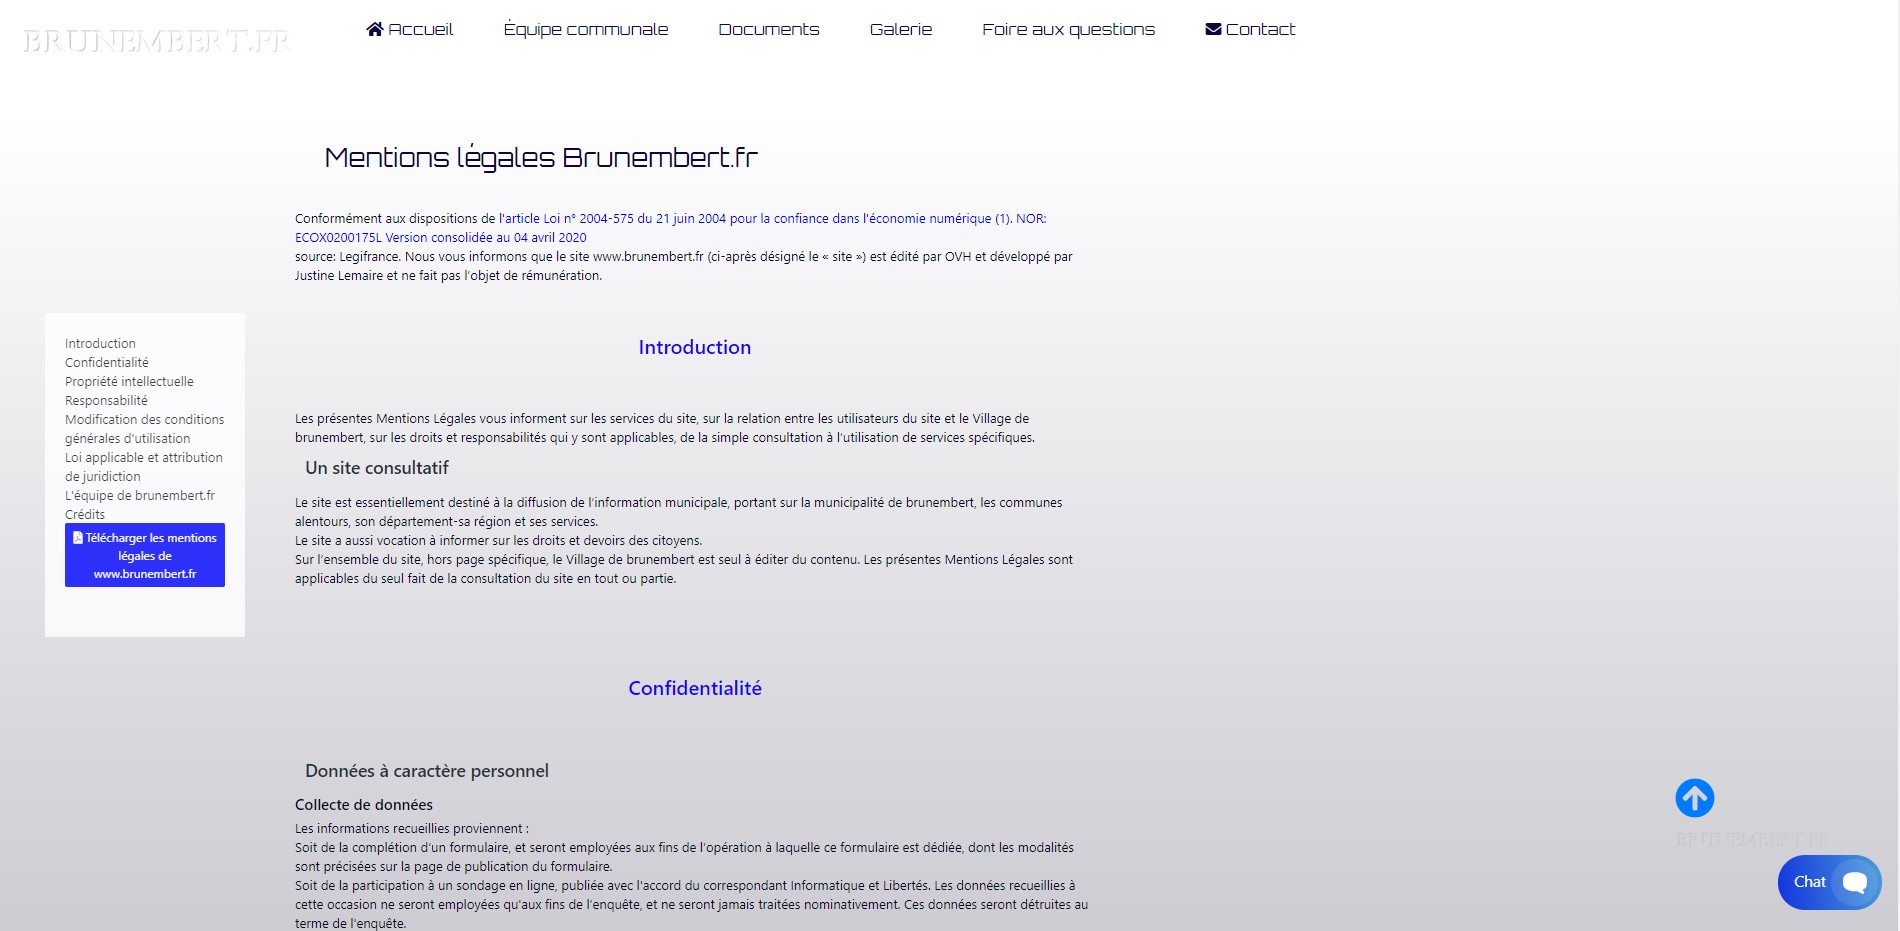 BRUNEMBERT.FR
Accueil
Équipe communale
Documents
Galerie
Foire aux questions
Contact
Mentions légales Brunembert.fr
Conformément aux dispositions de l'article Loi n° 2004-575 du 21 juin 2004 pour la confiance dans l'économie numérique (1). NOR:
ECOX0200175L Version consolidée au 04 avril 2020
source: Legifrance. Nous vous informons que le site www.brunembert.fr (ci-après désigné le « site ») est édité par OVH et développé par
Justine Lemaire et ne fait pas l’objet de rémunération.
Introduction
Confidentialité
Propriété intellectuelle
Responsabilité
Modification des conditions
générales d'utilisation
Loi applicable et attribution
de juridiction
L'équipe de brunembert.fr
Crédits
Télécharger les mentions
légales de
www.brunembert.fr
Introduction
Les présentes Mentions Légales vous informent sur les services du site, sur la relation entre les utilisateurs du site et le Village de
brunembert, sur les droits et responsabilités qui y sont applicables, de la simple consultation à l’utilisation de services spécifiques.
Un site consultatif
Le site est essentiellement destiné à la diffusion de l’information municipale, portant sur la municipalité de brunembert, les communes
alentours, son département-sa région et ses services.
Le site a aussi vocation à informer sur les droits et devoirs des citoyens.
Sur l’ensemble du site, hors page spécifique, le Village de brunembert est seul à éditer du contenu. Les présentes Mentions Légales sont
applicables du seul fait de la consultation du site en tout ou partie.
Confidentialité
Données à caractère personnel
Collecte de données
Les informations recueillies proviennent :
Soit de la complétion d’un formulaire, et seront employées aux fins de l’opération à laquelle ce formulaire est dédiée, dont les modalités
sont précisées sur la page de publication du formulaire.
Soit de la participation à un sondage en ligne, publiée avec l'accord du correspondant Informatique et Libertés. Les données recueillies à
cette occasion ne seront employées qu'aux fins de l’enquête, et ne seront jamais traitées nominativement. Ces données seront détruites au
terme de l'enquête.
BRUNEMBERT.FR
Chat